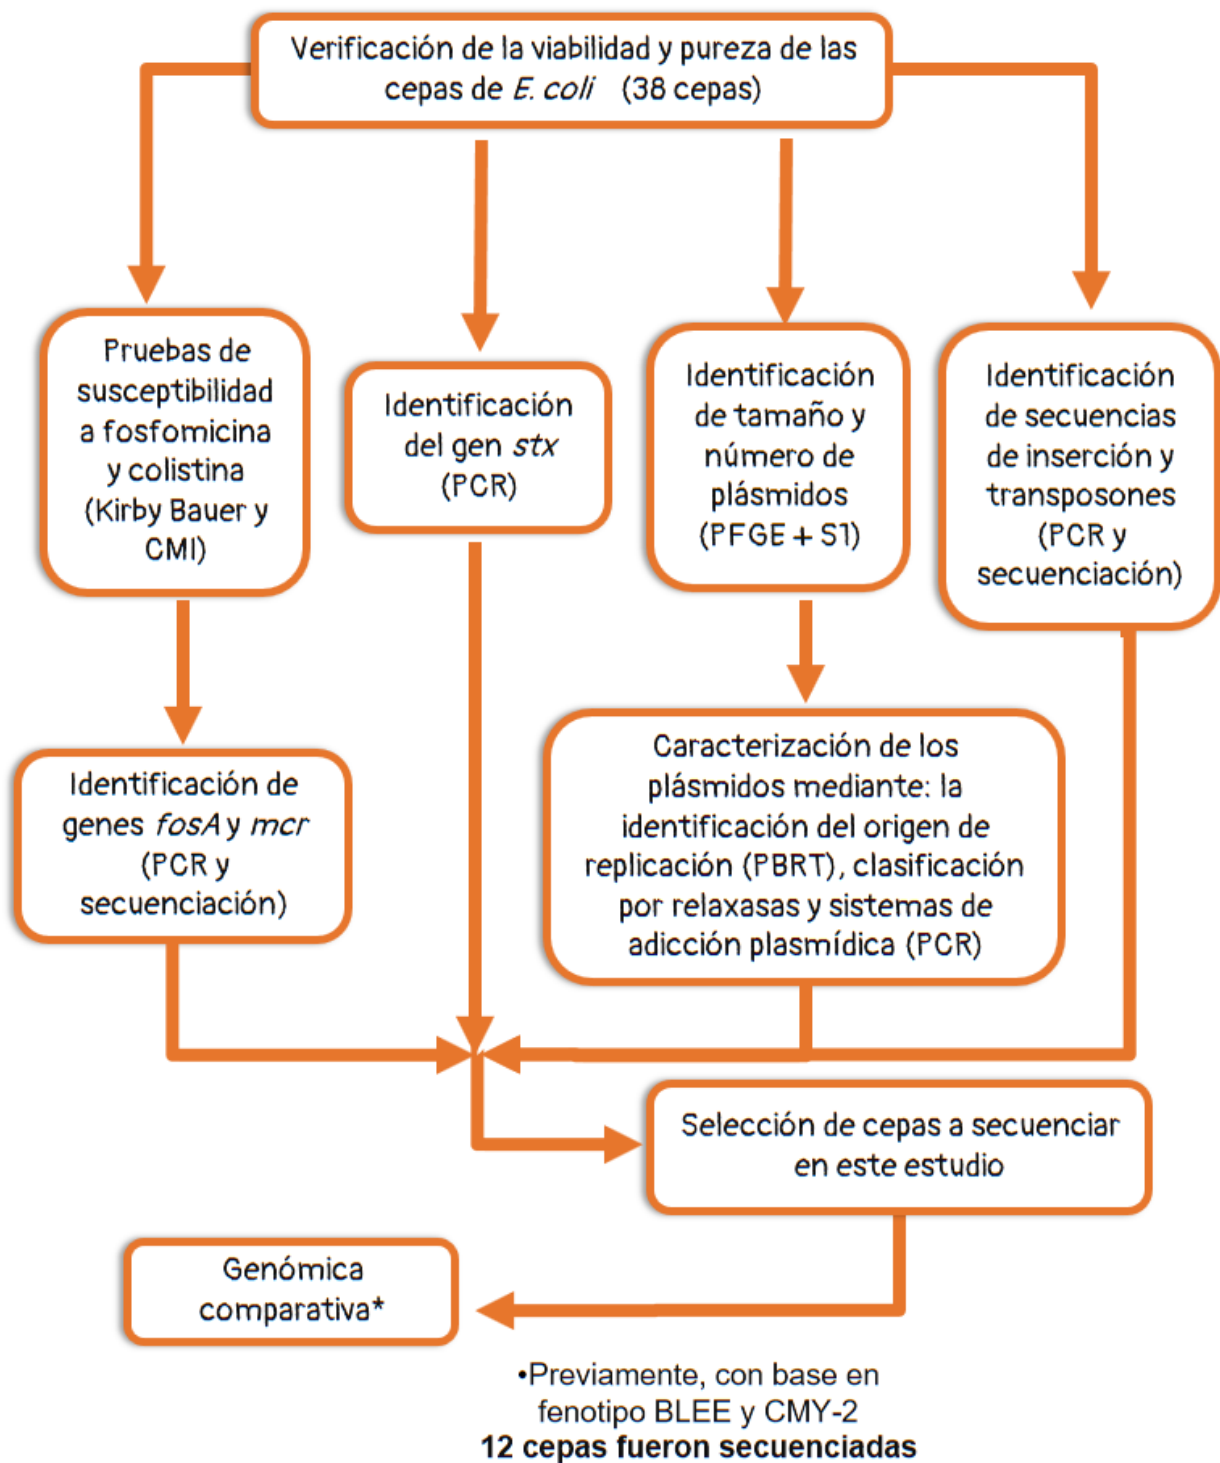 Verificación de la viabilidad y pureza de las
cepas de E. coli (38 cepas)
Pruebas de
susceptibilidad
a fosfomicina
y colistina
(Kirby Bauer y
CMI)
Identificación
del gen stx
(PCR)
Identificación
de tamaño y
número de
plásmidos
(PFGE + S1)
Identificación
de secuencias
de inserción y
transposones
(PCR y
secuenciación)
Identificación de
genes fosA y mcr
(PCR y
secuenciación)
Caracterización de los
plásmidos mediante: la
identificación del origen de
replicación (PBRT), clasificación
por relaxasas y sistemas de
adicción plasmídica (PCR)
Selección de cepas a secuenciar
en este estudio
Genómica
comparativa*
•Previamente, con base en
fenotipo BLEE y CMY-2
12 cepas fueron secuenciadas